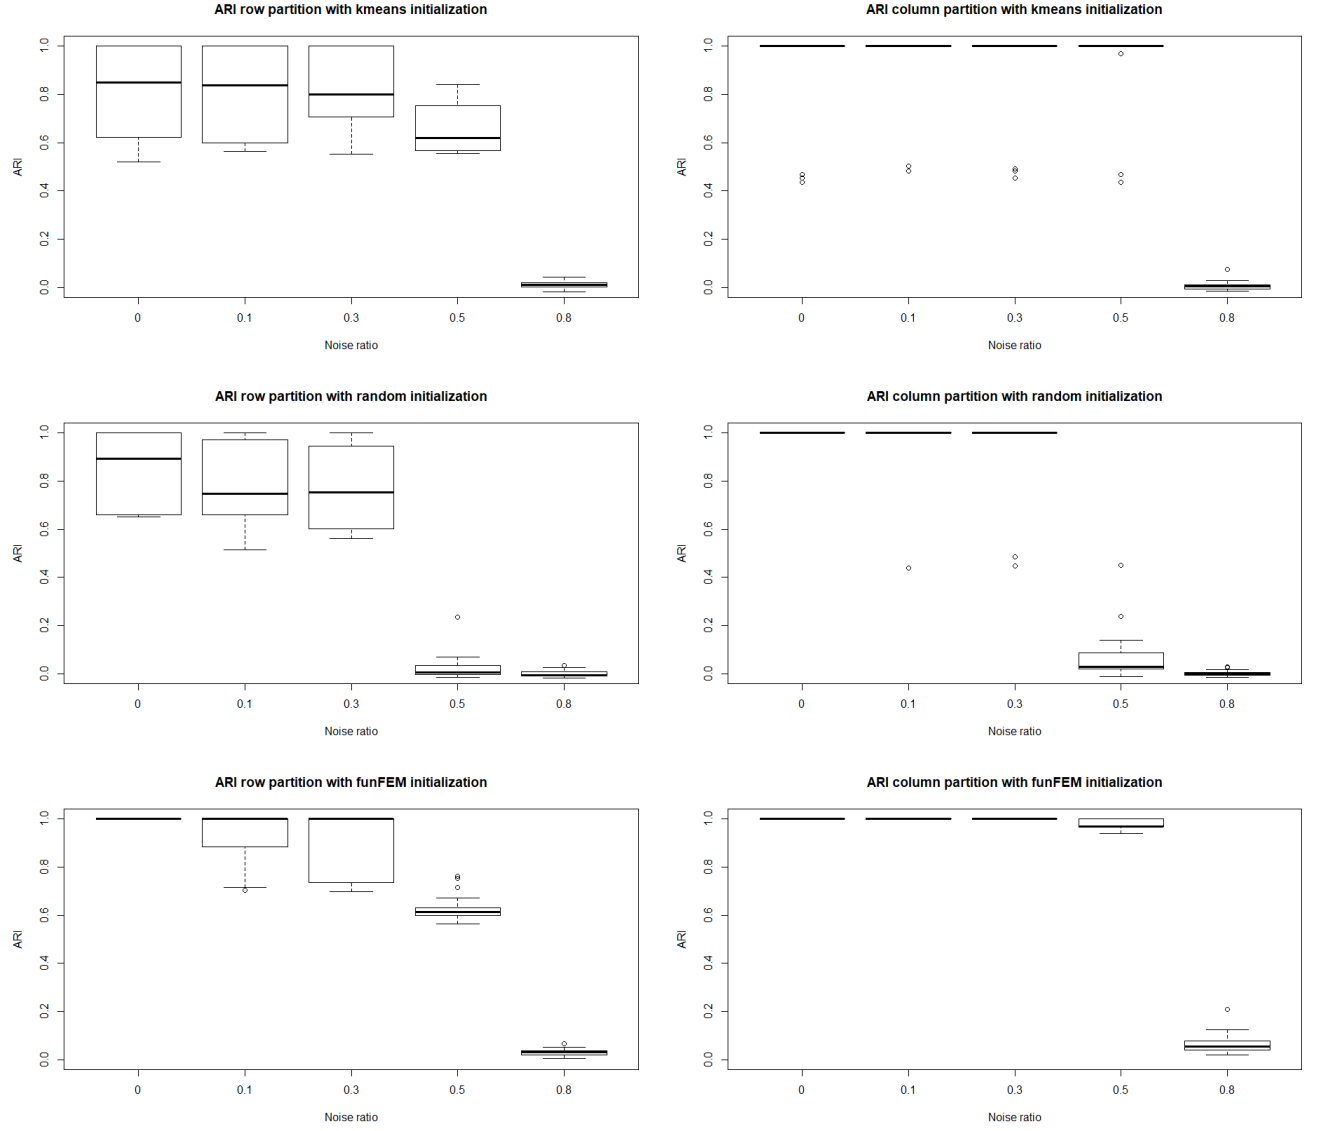 ARI row partition with kmeans initialization
ARI
1.0
0.8
0.6
0.4
0.2
0.0
0 0.1 0.3 0.5 0.8
Noise ratio
ARI column partition with kmeans initialization
ARI
1.0
0.8
0.6
0.4
0.2
0.0
0 0.1 0.3 0.5 0.8
Noise ratio
ARI row partition with random initialization
ARI
1.0
0.8
0.6
0.4
0.2
0.0
0 0.1 0.3 0.5 0.8
Noise ratio
ARI column partition with random initialization
ARI
1.0
0.8
0.6
0.4
0.2
0.0
0 0.1 0.3 0.5 0.8
Noise ratio
ARI row partition with funFEM initialization
ARI
1.0
0.8
0.6
0.4
0.2
0.0
0 0.1 0.3 0.5 0.8
Noise ratio
ARI column partition with funFEM initialization
ARI
1.0
0.8
0.6
0.4
0.2
0.0
0 0.1 0.3 0.5 0.8
Noise ratio